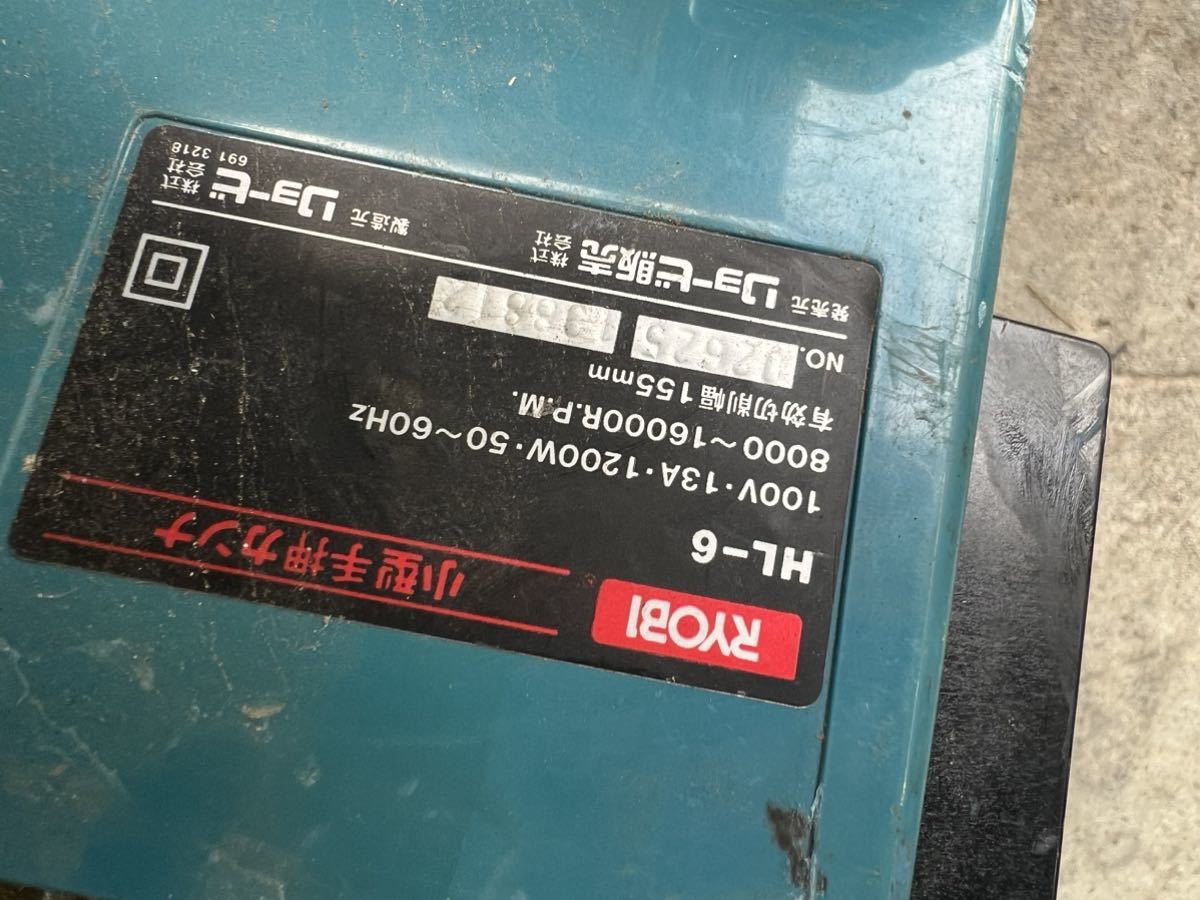 RYOBI 小型手押カンナ
HL-6
100V·13A·1200W·50～60Hz
8000～16000R.P.M.
有効切削幅155mm
NO.
発売元 リョービ販売 株式会社
製造元 リョービ 株式会社
691 3218